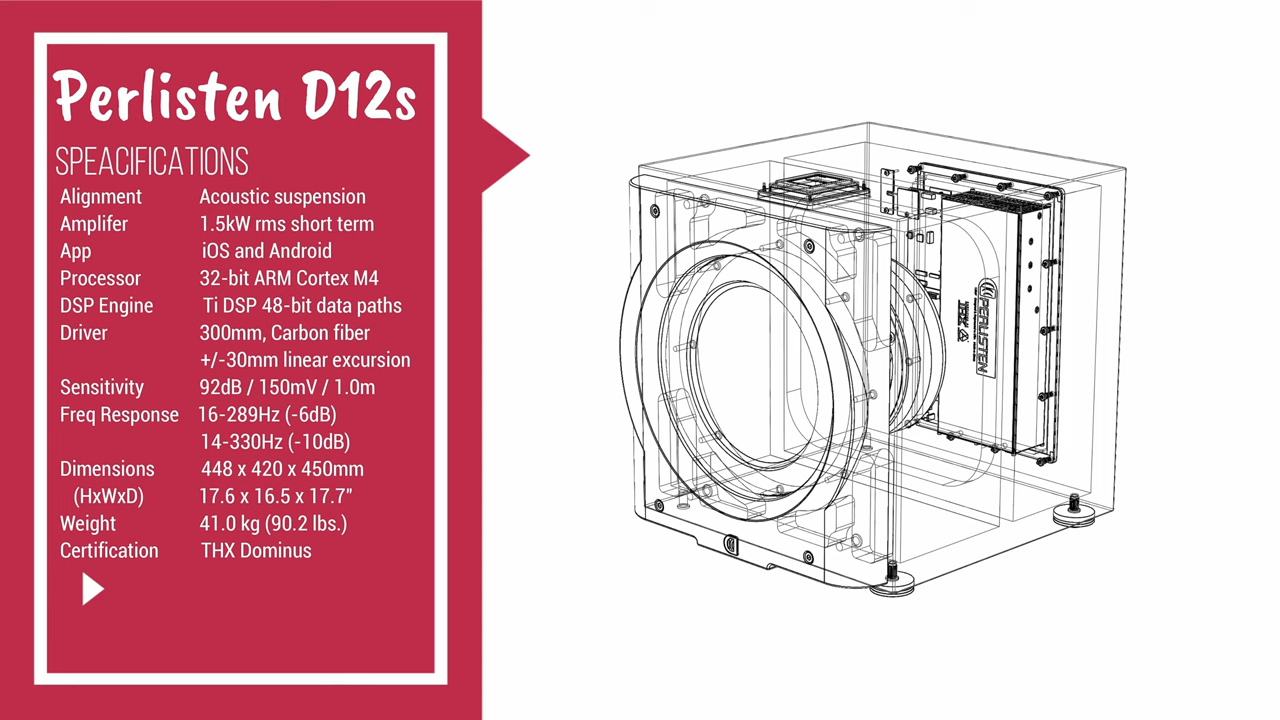 Perlisten D12s
SPEACIFICATIONS
Alignment Acoustic suspension
Amplifer 1.5kW rms short term
App iOS and Android
Processor 32-bit ARM Cortex M4
DSP Engine Ti DSP 48-bit data paths
Driver 300mm, Carbon fiber
+/-30mm linear excursion
Sensitivity 92dB / 150mV / 1.0m
Freq Response 16-289Hz (-6dB)
14-330Hz (-10dB)
Dimensions 448 x 420 x 450mm
(HxWxD) 17.6 x 16.5 x 17.7"
Weight 41.0 kg (90.2 lbs.)
Certification THX Dominus
PERLISTEN